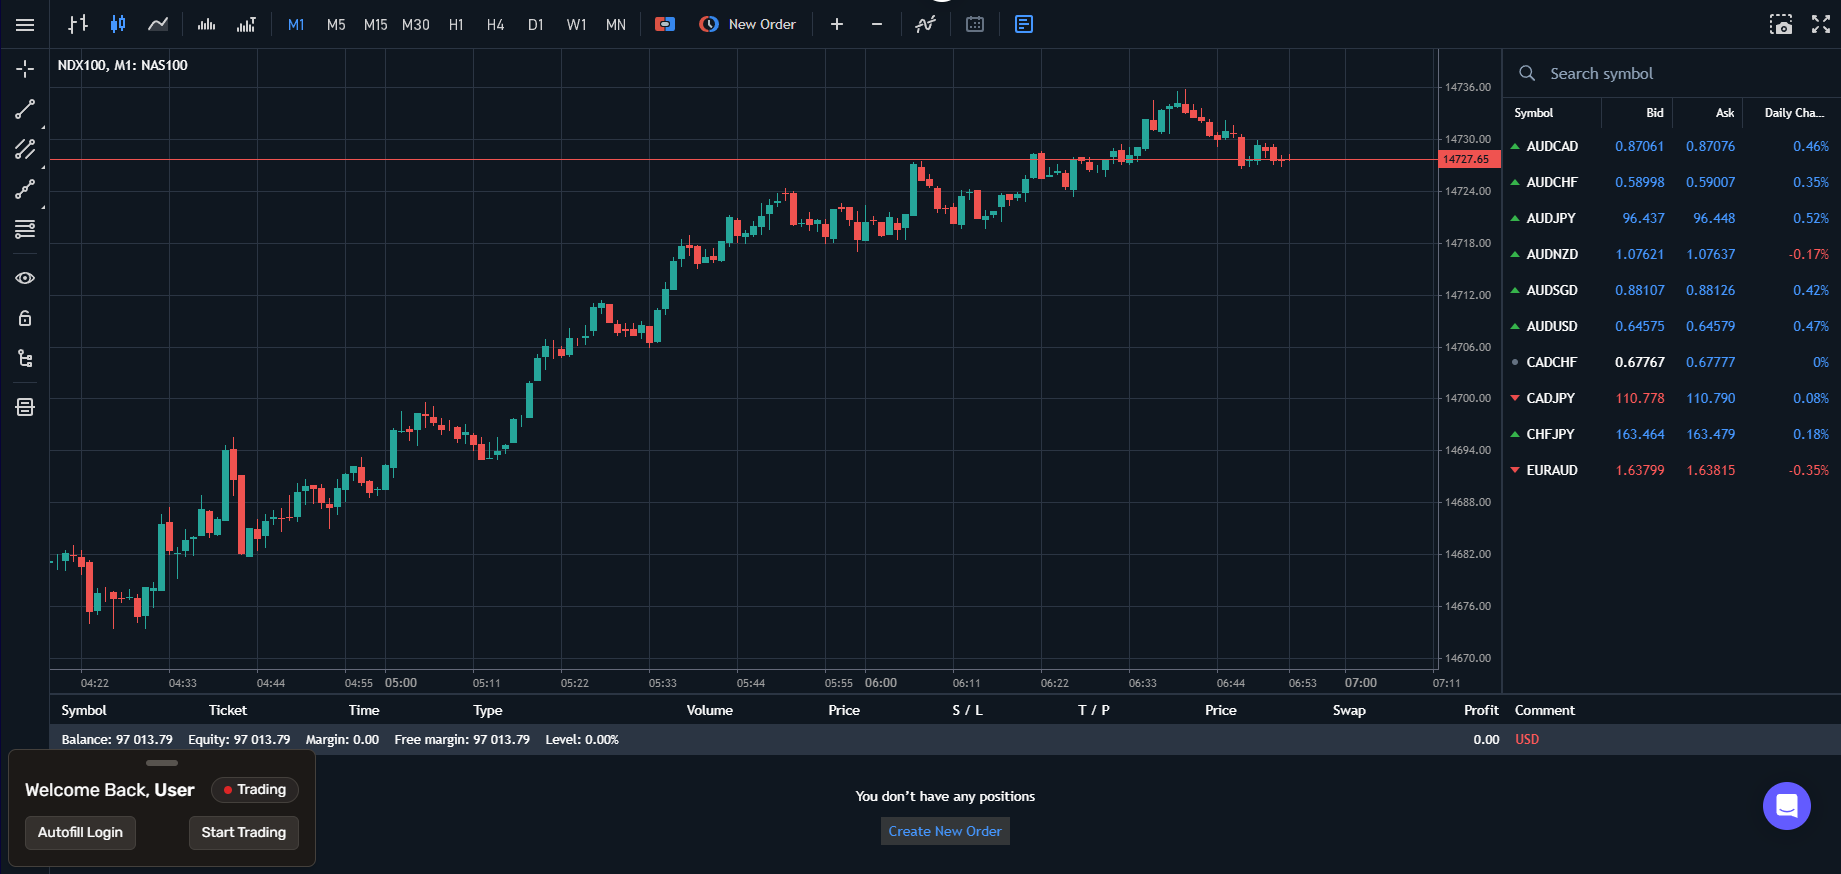 M1 M5 M15 M30 H1 H4 D1 W1 MN New Order
NDX100, M1: NAS100
Search symbol
Symbol Bid Ask Daily Cha...
AUDCAD 0.87061 0.87076 0.46%
AUDCHF 0.58998 0.59007 0.35%
AUDJPY 96.437 96.448 0.52%
AUDNZD 1.07621 1.07637 -0.17%
AUDSGD 0.88107 0.88126 0.42%
AUDUSD 0.64575 0.64579 0.47%
CADCHF 0.67767 0.67777 0%
CADJPY 110.778 110.790 0.08%
CHFJPY 163.464 163.479 0.18%
EURAUD 1.63799 1.63815 -0.35%
14736.00
14730.00
14727.65
14724.00
14718.00
14712.00
14706.00
14700.00
14694.00
14688.00
14682.00
14676.00
14670.00
04:22 04:33 04:44 04:55 05:00 05:11 05:22 05:33 05:44 05:55 06:00 06:11 06:22 06:33 06:44 06:53 07:00 07:11
Symbol Ticket Time Type Volume Price S / L T / P Price Swap Profit Comment
Balance: 97 013.79 Equity: 97 013.79 Margin: 0.00 Free margin: 97 013.79 Level: 0.00% 0.00 USD
Welcome Back, User Trading
Autofill Login Start Trading
You don't have any positions
Create New Order